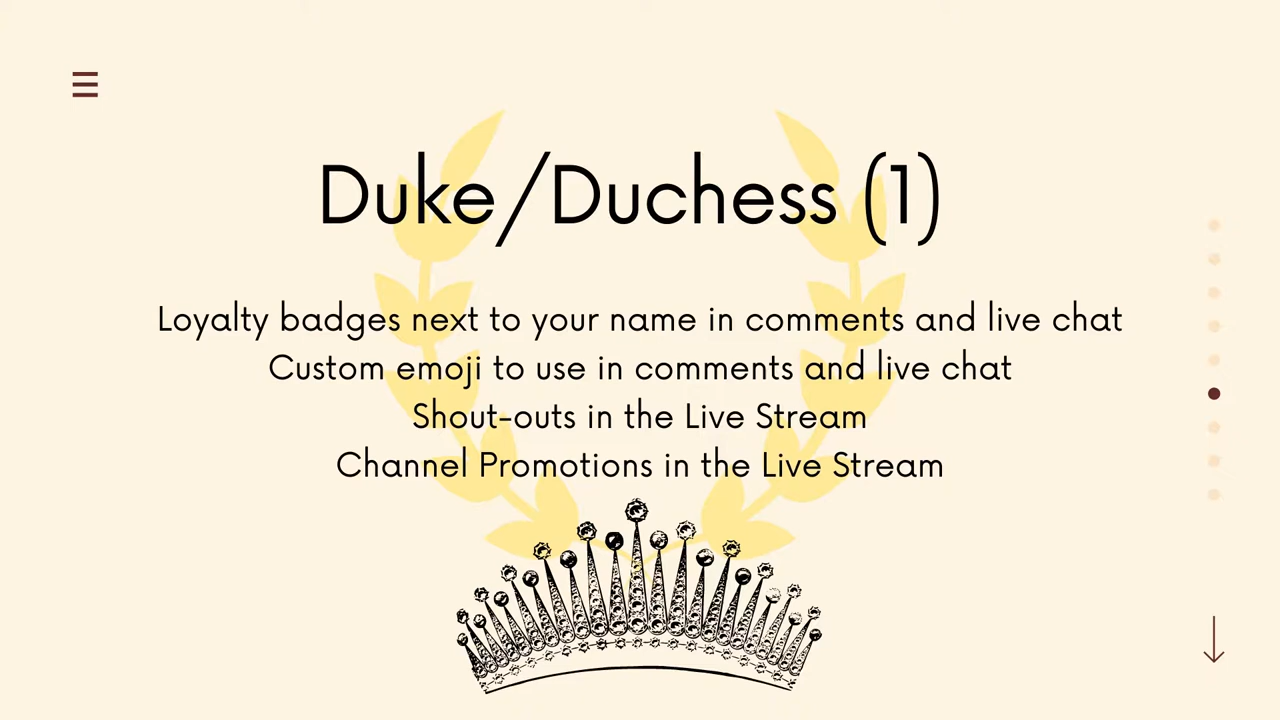 Duke/Duchess (1)
Loyalty badges next to your name in comments and live chat
Custom emoji to use in comments and live chat
Shout-outs in the Live Stream
Channel Promotions in the Live Stream